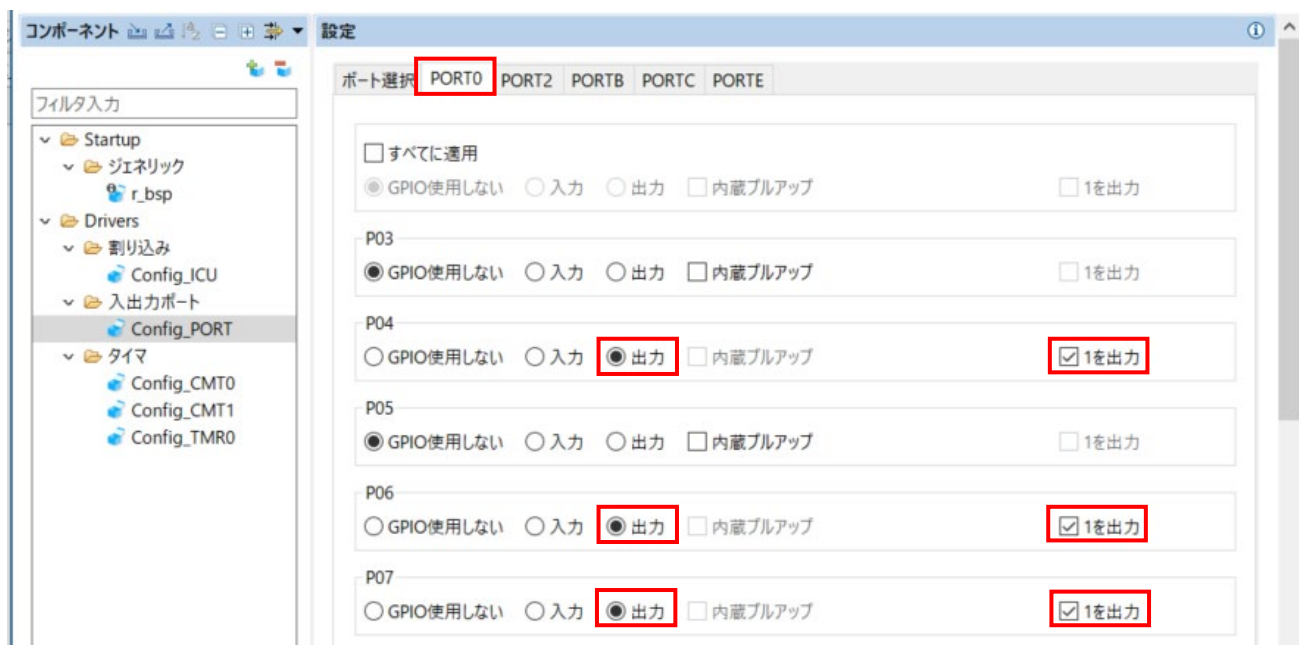 コンポーネント
設定
フィルタ入力
Startup
ジェネリック
r_bsp
Drivers
割り込み
Config_ICU
入出力ポート
Config_PORT
タイマ
Config_CMT0
Config_CMT1
Config_TMR0
ポート選択 PORT0 PORT2 PORTB PORTC PORTE
すべてに適用
GPIO使用しない 入力 出力 内蔵プルアップ 1を出力
P03
GPIO使用しない 入力 出力 内蔵プルアップ 1を出力
P04
GPIO使用しない 入力 出力 内蔵プルアップ 1を出力
P05
GPIO使用しない 入力 出力 内蔵プルアップ 1を出力
P06
GPIO使用しない 入力 出力 内蔵プルアップ 1を出力
P07
GPIO使用しない 入力 出力 内蔵プルアップ 1を出力